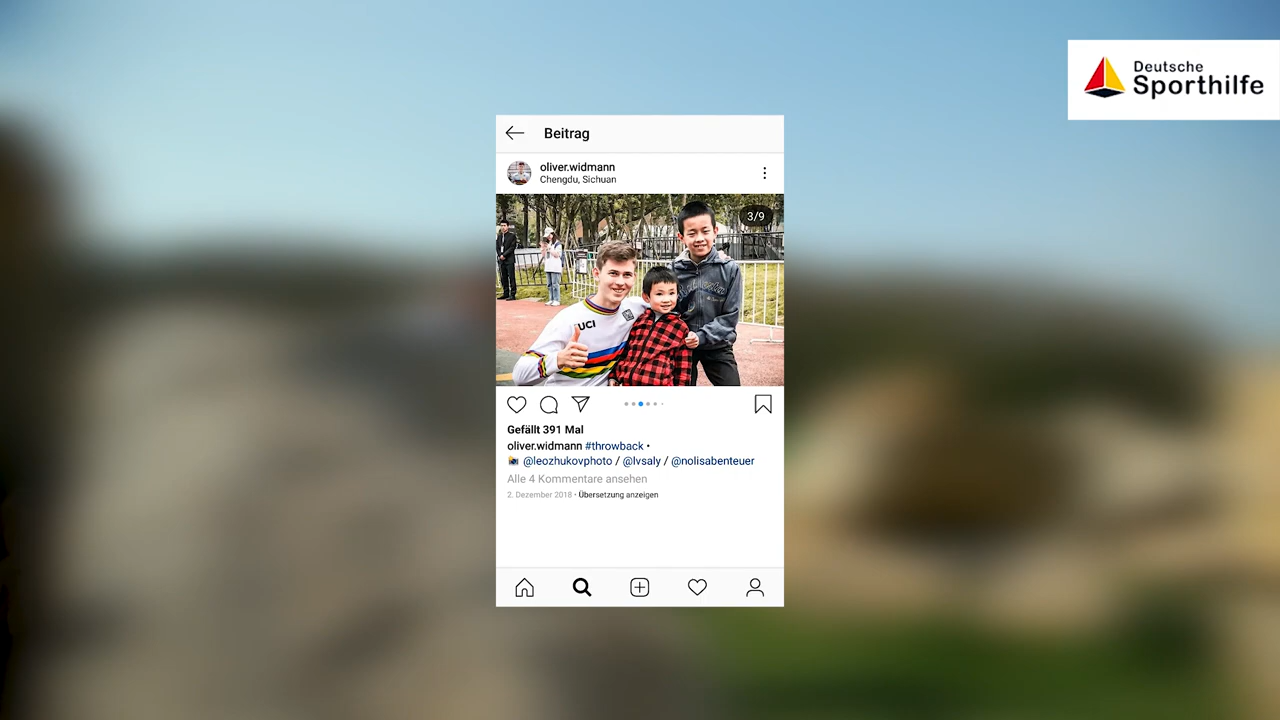 Deutsche
Sporthilfe
Beitrag
oliver.widmann
Chengdu, Sichuan
3/9
UCI
Gefällt 391 Mal
oliver.widmann #throwback •
📸 @leozhukovphoto / @lvsaly / @nolisabenteuer
Alle 4 Kommentare ansehen
2. Dezember 2018 • Übersetzung anzeigen